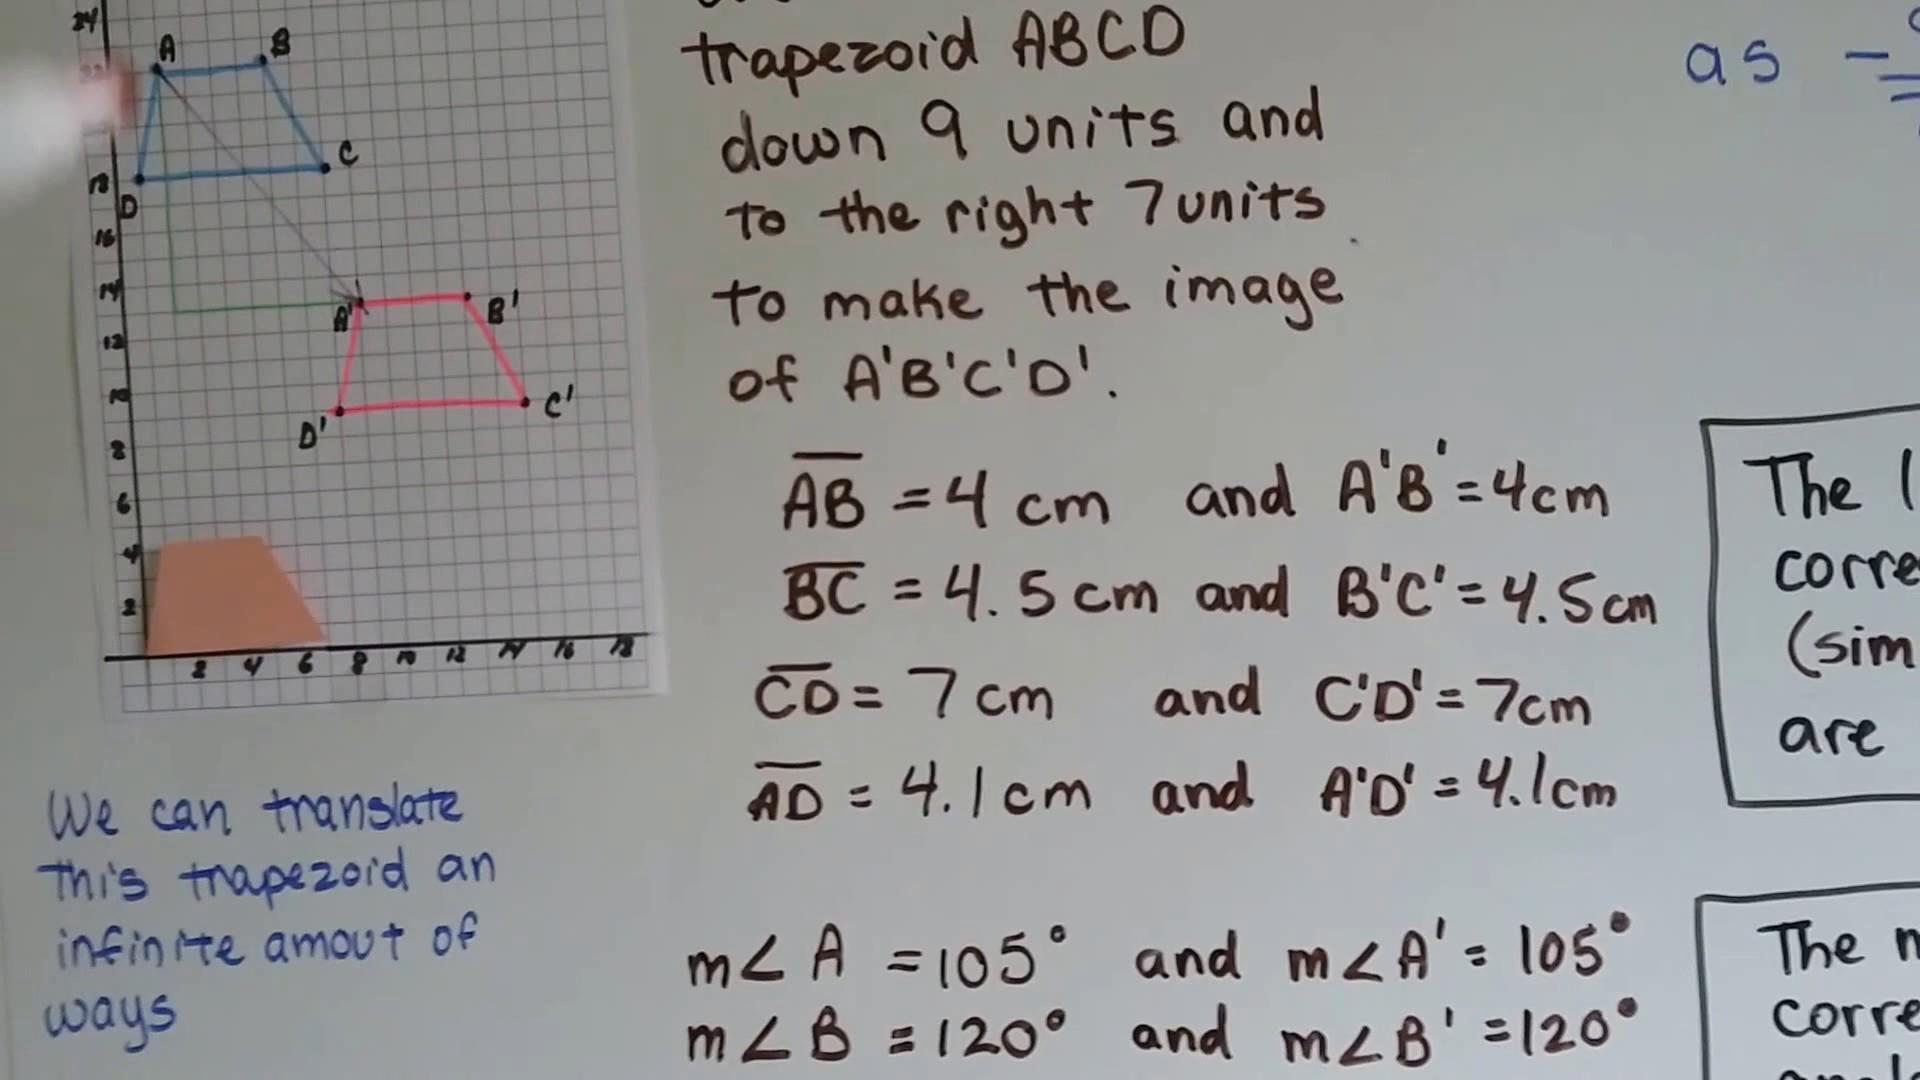 24
A
B
C
18
D
16
14
A'
B'
12
10
C'
D'
8
6
4
2
2 4 6 8 10 12 14 16 18
We can translate
this trapezoid an
infinite amout of
ways
trapezoid ABCD
down 9 units and
to the right 7 units
to make the image
of A'B'C'D'.
AB = 4 cm and A'B' = 4cm
BC = 4.5 cm and B'C' = 4.5cm
CD = 7 cm and C'D' = 7cm
AD = 4.1 cm and A'D' = 4.1cm
m∠A = 105° and m∠A' = 105°
m∠B = 120° and m∠B' = 120°
as -
The
corre
(sim
are
The
corre